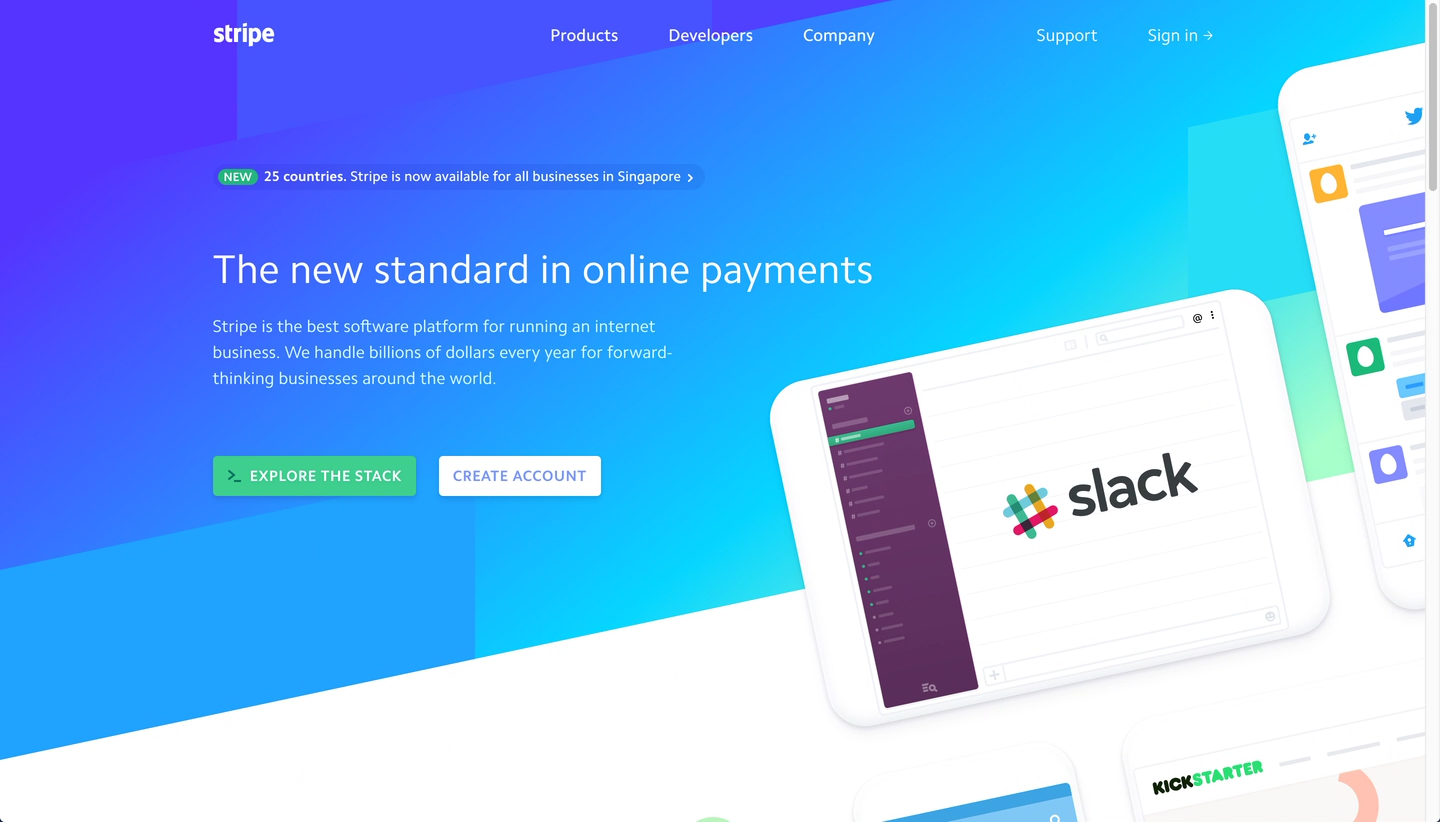 stripe
Products
Developers
Company
Support
Sign in →
NEW 25 countries. Stripe is now available for all businesses in Singapore
The new standard in online payments
Stripe is the best software platform for running an internet
business. We handle billions of dollars every year for forward-
thinking businesses around the world.
EXPLORE THE STACK
CREATE ACCOUNT
@
slack
KICKSTARTER